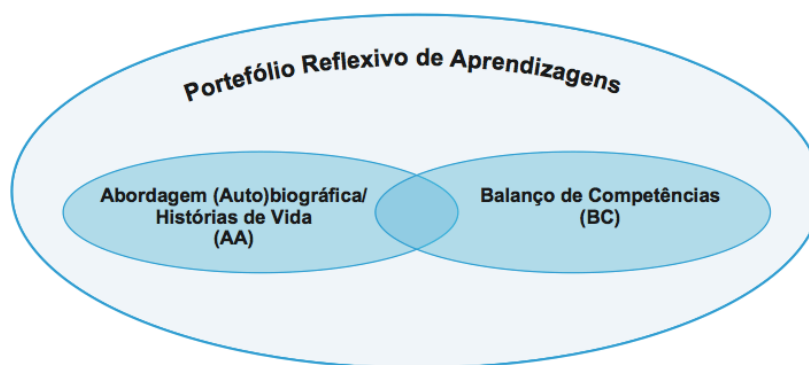 Portefólio Reflexivo de Aprendizagens
Abordagem (Auto)biográfica/
Histórias de Vida
(AA)
Balanço de Competências
(BC)